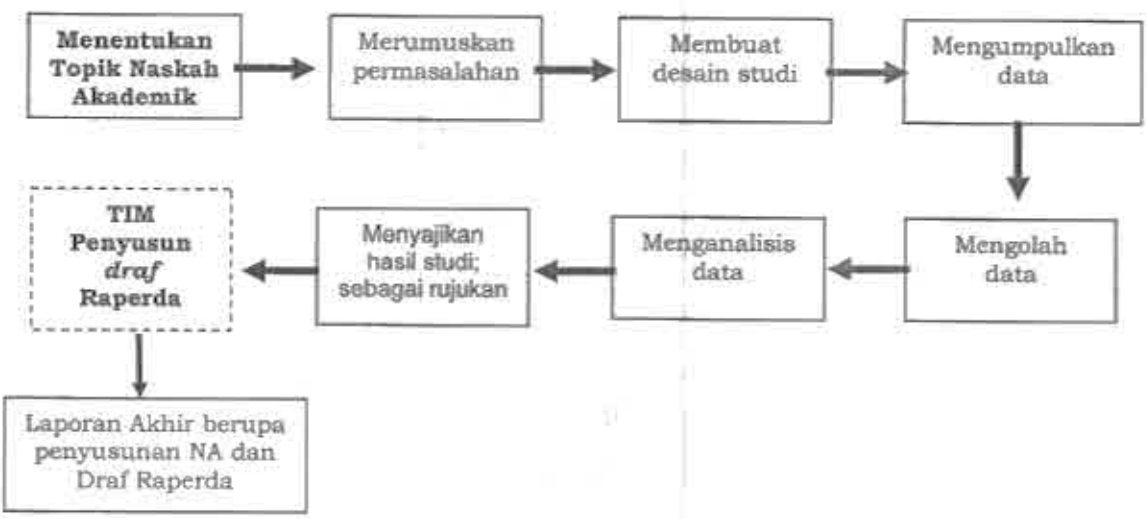 Menentukan
Topik Naskah
Akademik
Merumuskan
permasalahan
Membuat
desain studi
Mengumpulkan
data
Mengolah
data
Menganalisis
data
Menyajikan
hasil studi;
sebagai rujukan
TIM
Penyusun
draf
Raperda
Laporan Akhir berupa
penyusunan NA dan
Draf Raperda